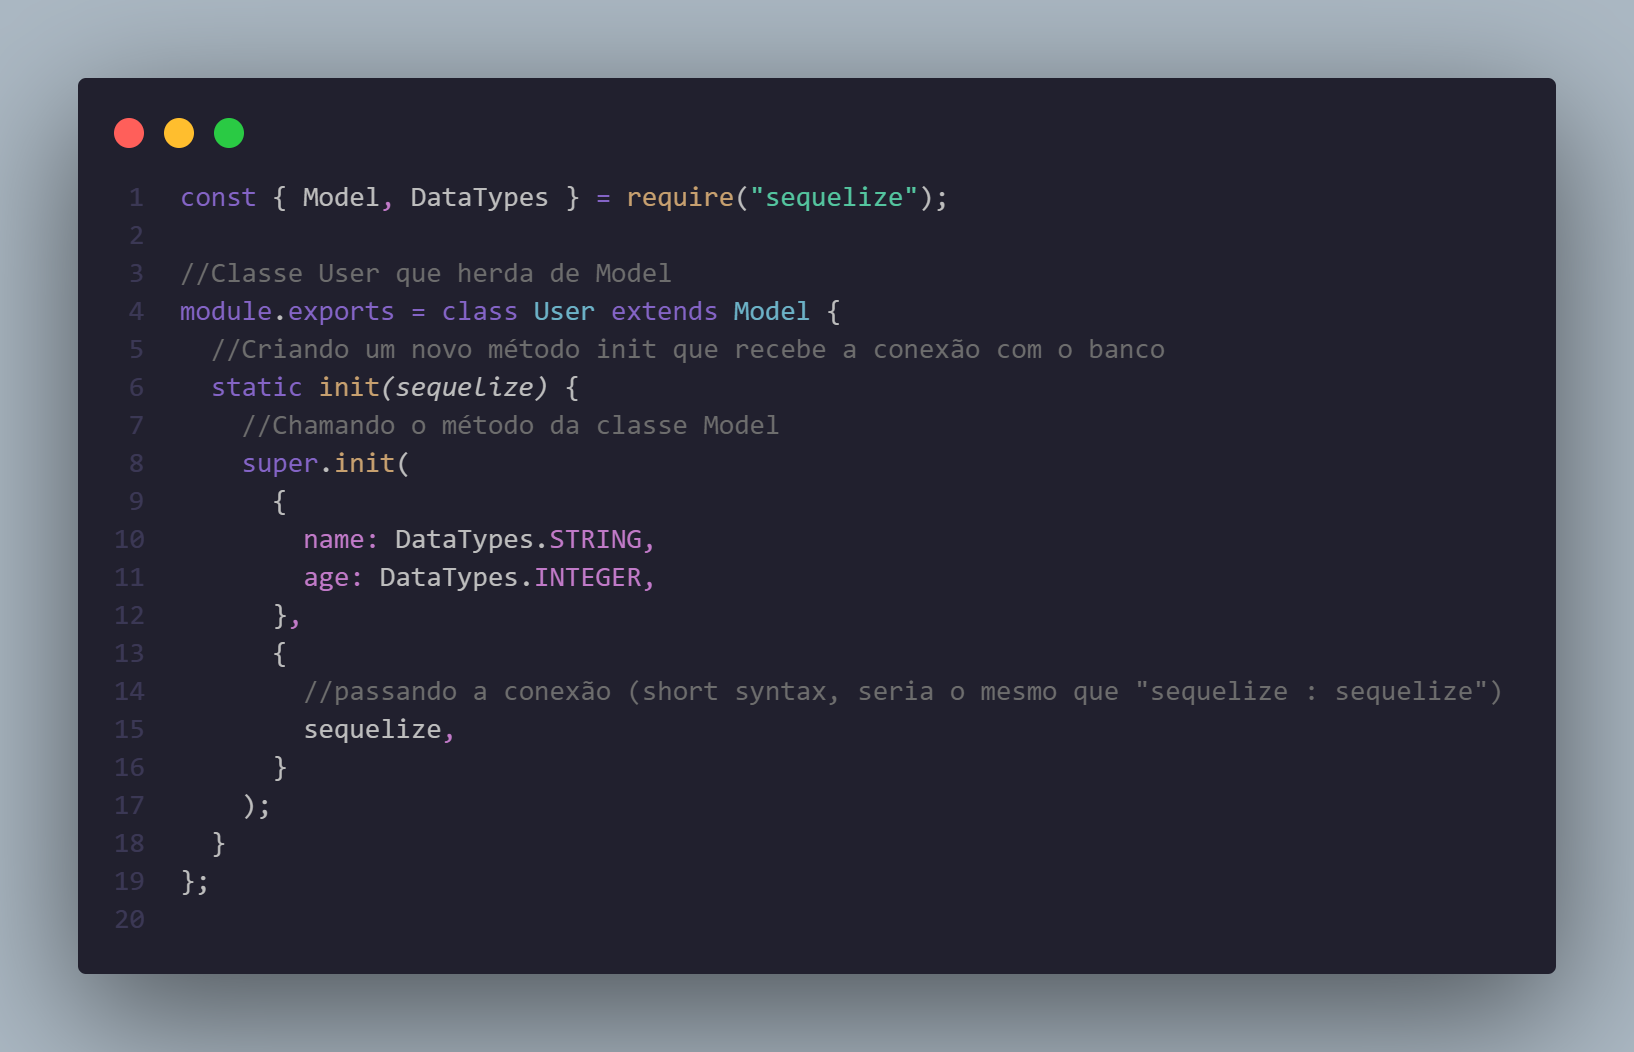 1 const { Model, DataTypes } = require("sequelize");
2
3 //Classe User que herda de Model
4 module.exports = class User extends Model {
5 //Criando um novo método init que recebe a conexão com o banco
6 static init(sequelize) {
7 //Chamando o método da classe Model
8 super.init(
9 {
10 name: DataTypes.STRING,
11 age: DataTypes.INTEGER,
12 },
13 {
14 //passando a conexão (short syntax, seria o mesmo que "sequelize : sequelize")
15 sequelize,
16 }
17 );
18 }
19 };
20